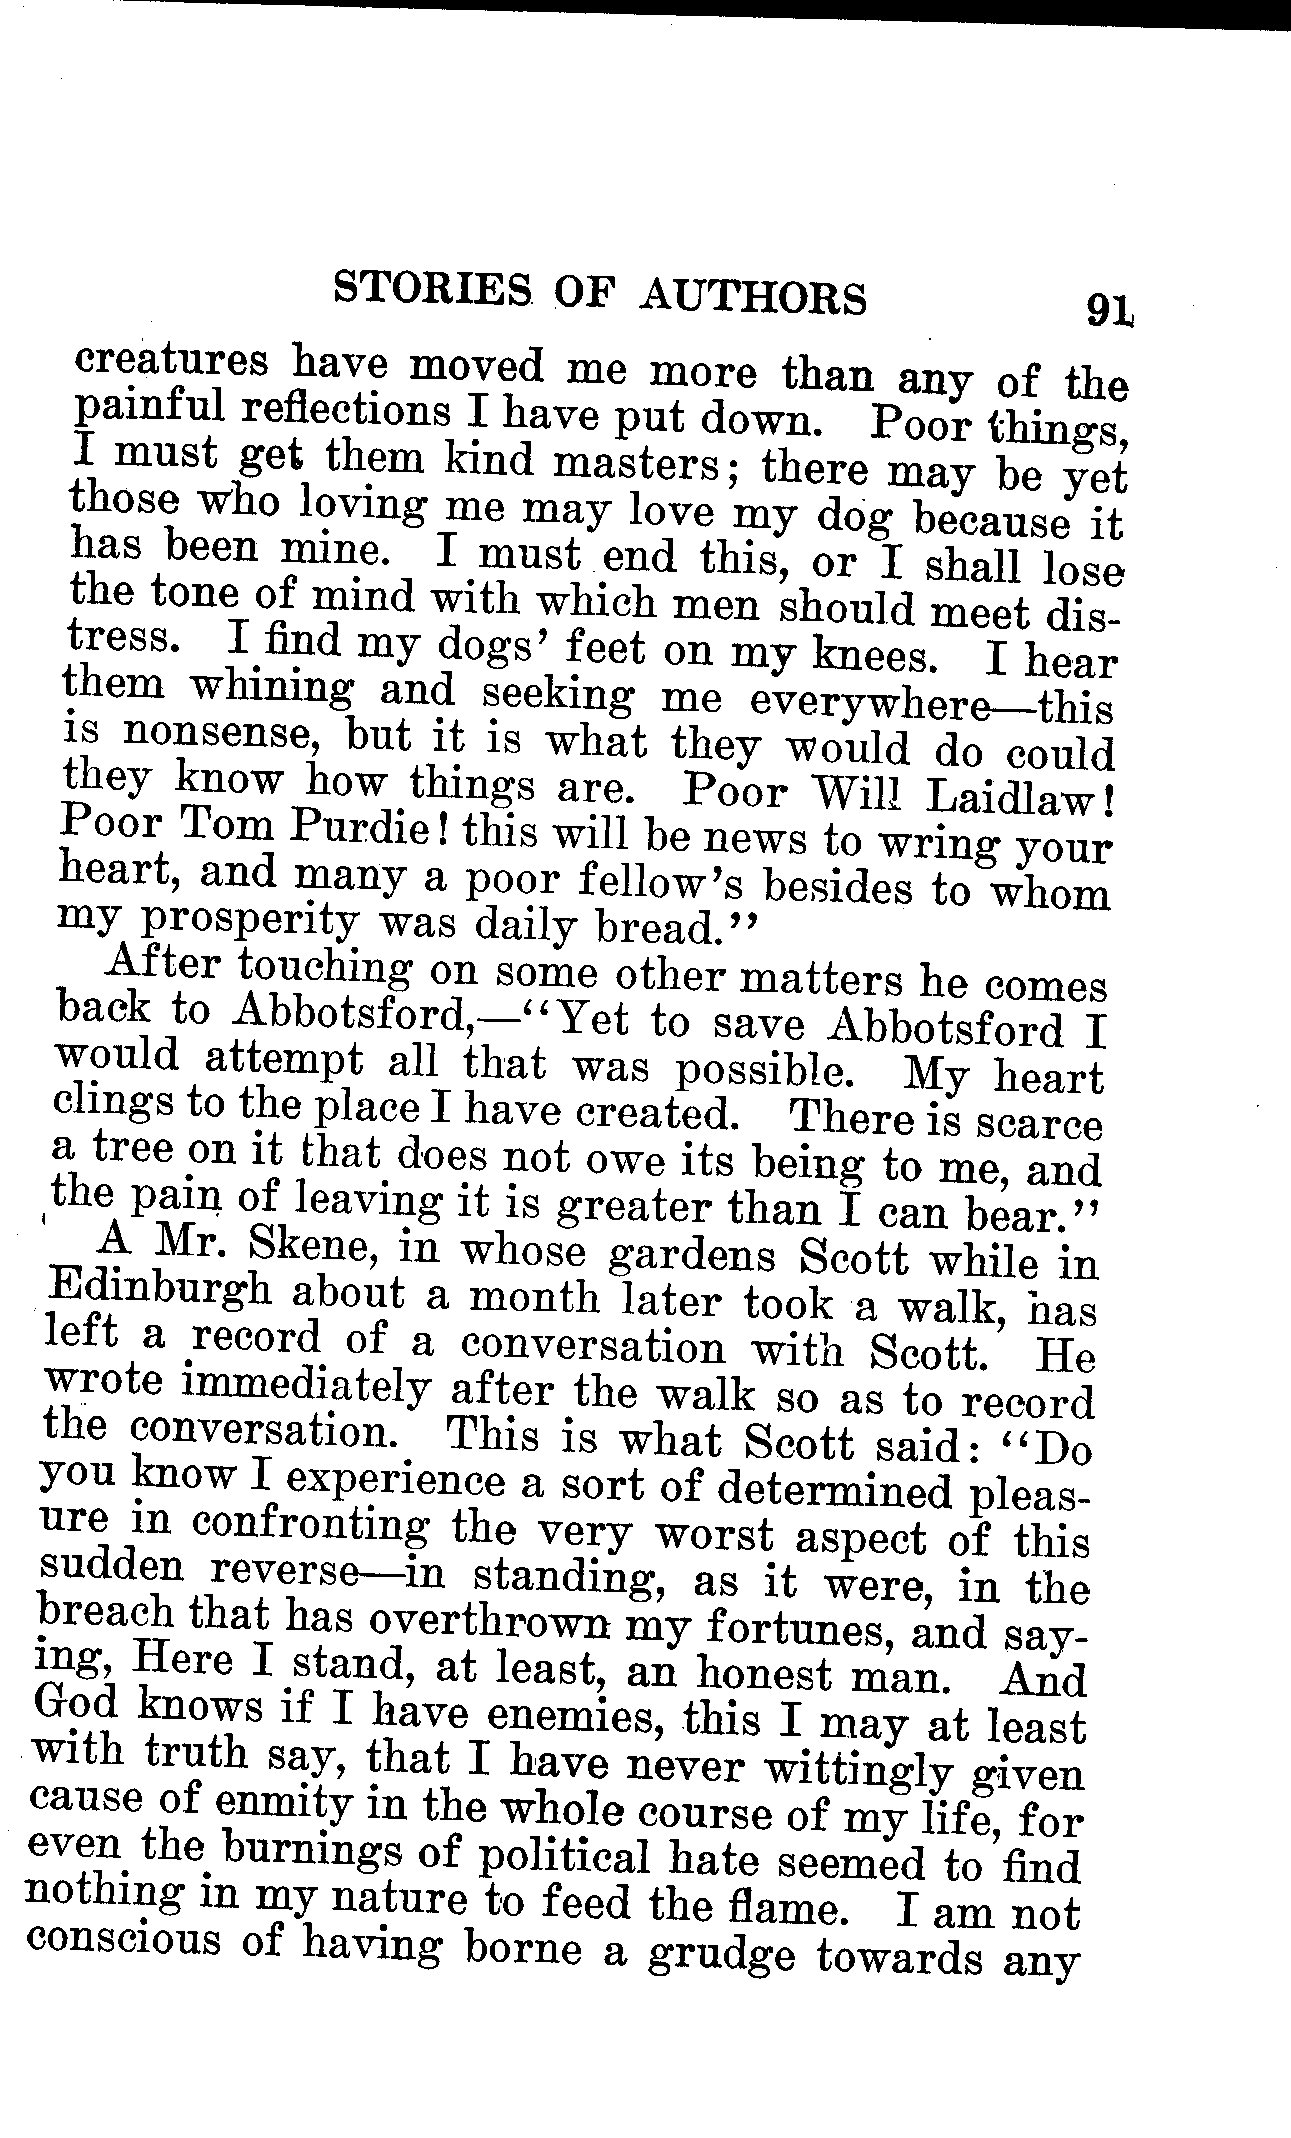 STORIES OF AUTHORS 91
creatures have moved me more than any of the
painful reflections I have put down. Poor things,
I must get them kind masters; there may be yet
those who loving me may love my dog because it
has been mine. I must end this, or I shall lose
the tone of mind with which men should meet dis-
tress. I find my dogs' feet on my knees. I hear
them whining and seeking me everywhere—this
is nonsense, but it is what they would do could
they know how things are. Poor Will Laidlaw!
Poor Tom Purdie! this will be news to wring your
heart, and many a poor fellow's besides to whom
my prosperity was daily bread."
After touching on some other matters he comes
back to Abbotsford,—"Yet to save Abbotsford I
would attempt all that was possible. My heart
clings to the place I have created. There is scarce
a tree on it that does not owe its being to me, and
the pain of leaving it is greater than I can bear."
A Mr. Skene, in whose gardens Scott while in
Edinburgh about a month later took a walk, has
left a record of a conversation with Scott. He
wrote immediately after the walk so as to record
the conversation. This is what Scott said: "Do
you know I experience a sort of determined pleas-
ure in confronting the very worst aspect of this
sudden reverse—in standing, as it were, in the
breach that has overthrown my fortunes, and say-
ing, Here I stand, at least, an honest man. And
God knows if I have enemies, this I may at least
with truth say, that I have never wittingly given
cause of enmity in the whole course of my life, for
even the burnings of political hate seemed to find
nothing in my nature to feed the flame. I am not
conscious of having borne a grudge towards any